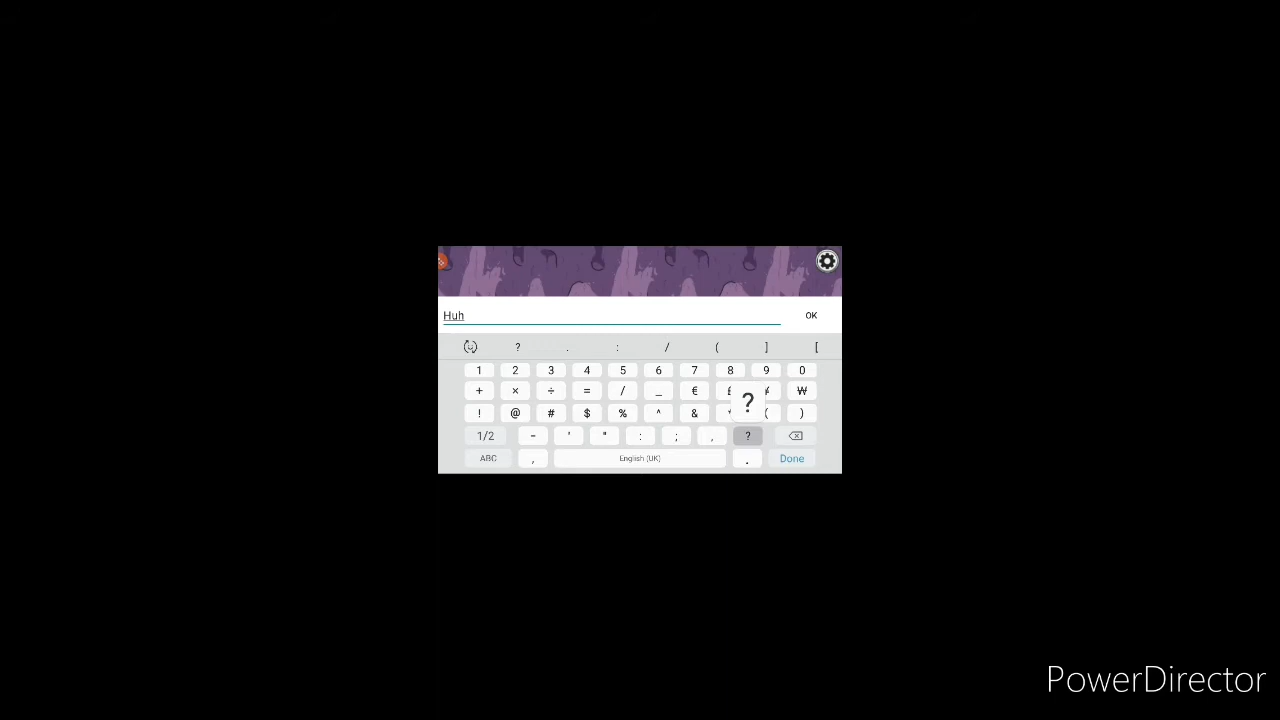 Huh
OK
? . : / ( ] [
1 2 3 4 5 6 7 8 9 0
+ × ÷ = / _ € ₩
?
! @ # $ % ^ & ( )
1/2 - ' " : ; , ?
ABC , English (UK) . Done
PowerDirector